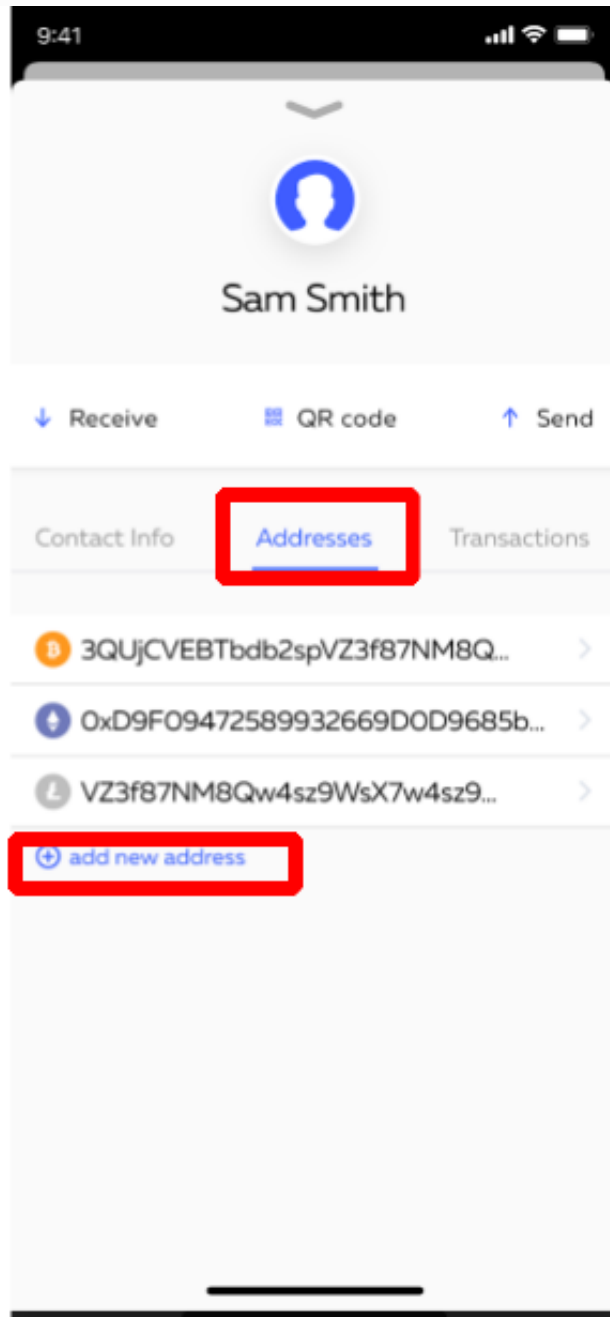 9:41
Sam Smith
Receive QR code Send
Contact Info Addresses Transactions
3QUjCVEBTbdb2spVZ3f87NM8Q...
0xD9F09472589932669D0D9685b...
VZ3f87NM8Qw4sz9WsX7w4sz9...
add new address